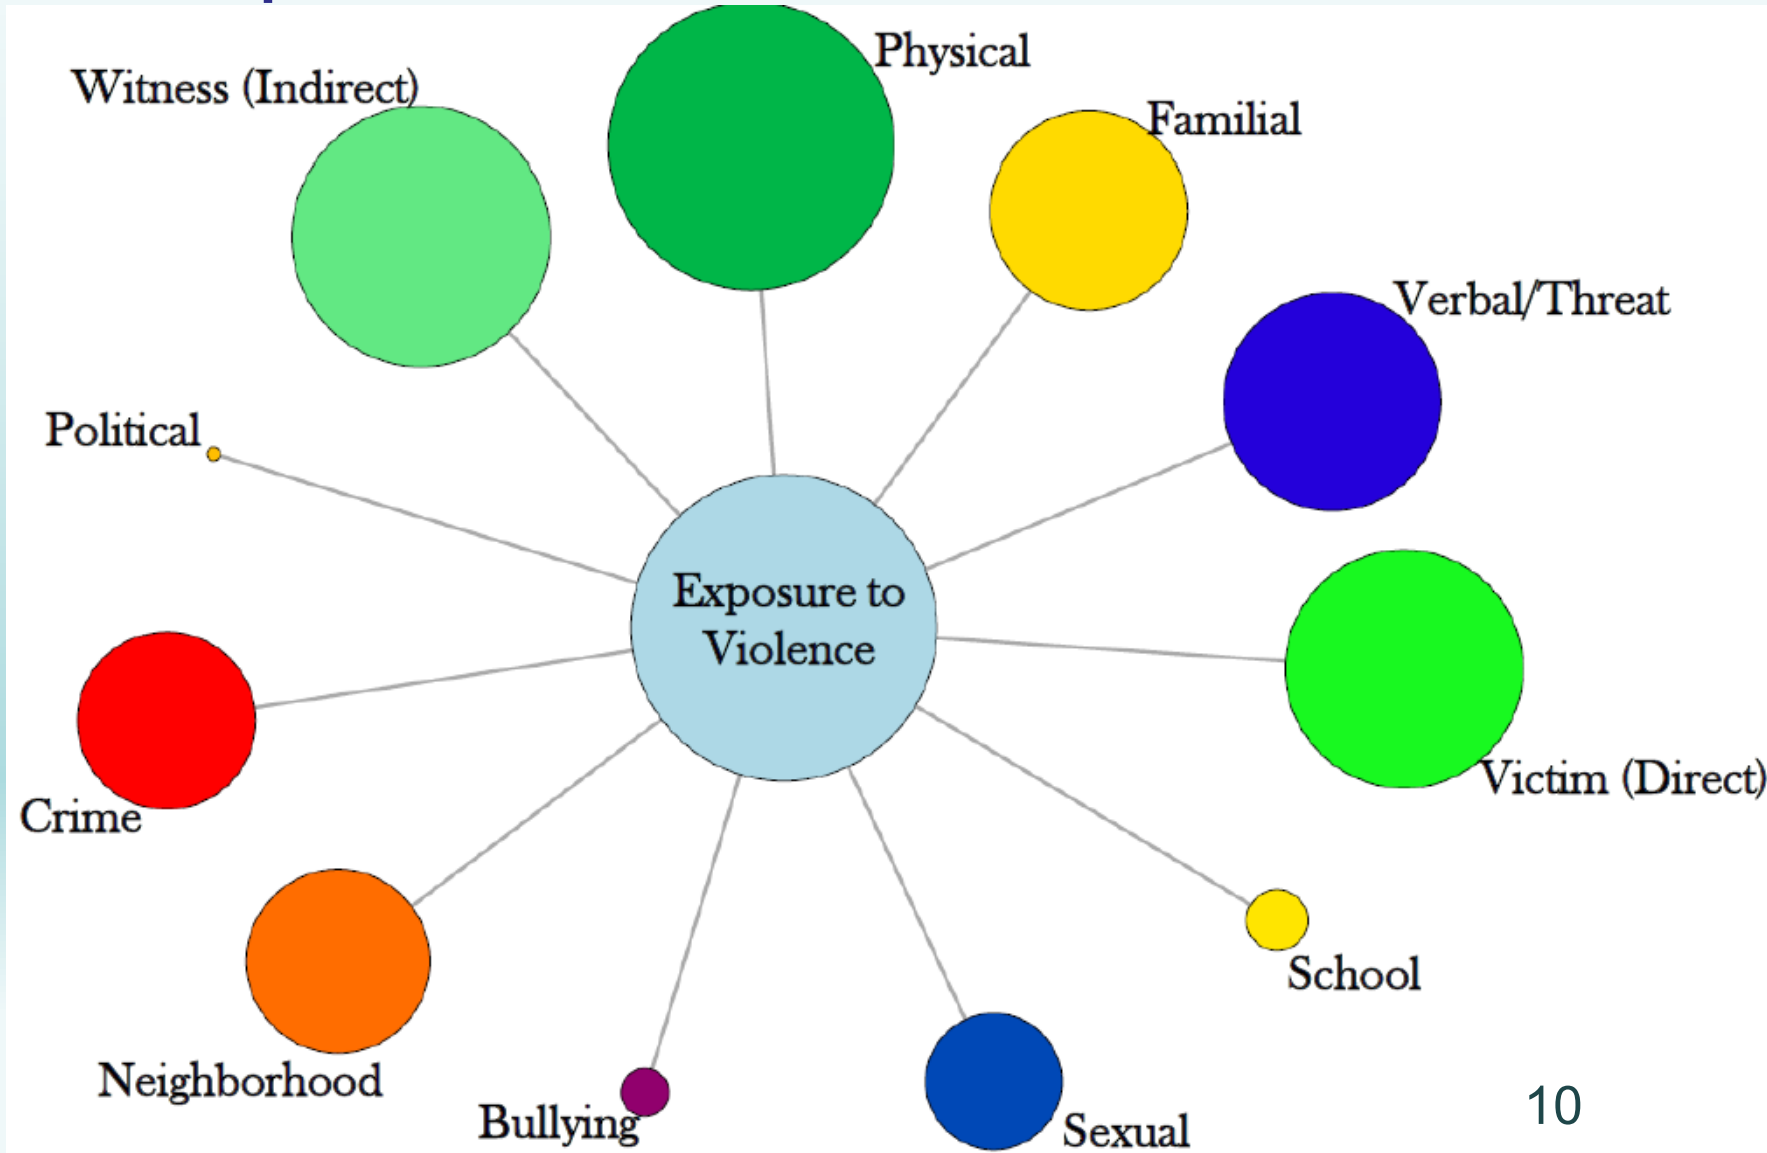 Physical
Witness (Indirect)
Familial
Verbal/Threat
Political
Exposure to
Violence
Victim (Direct)
Crime
School
Neighborhood
Bullying
Sexual
10